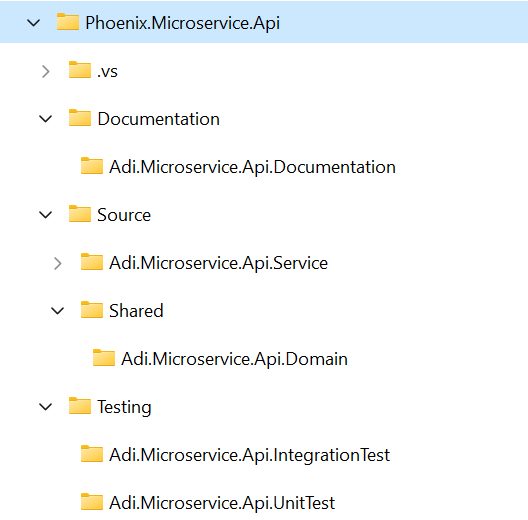 Phoenix.Microservice.Api
.vs
Documentation
Adi.Microservice.Api.Documentation
Source
Adi.Microservice.Api.Service
Shared
Adi.Microservice.Api.Domain
Testing
Adi.Microservice.Api.IntegrationTest
Adi.Microservice.Api.UnitTest